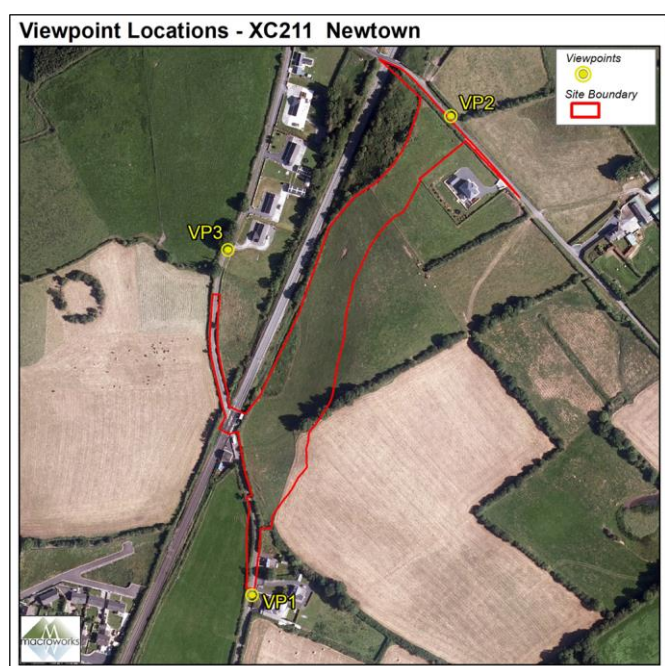 Viewpoint Locations - XC211 Newtown
Viewpoints
Site Boundary
VP2
VP3
VP1
macroworks